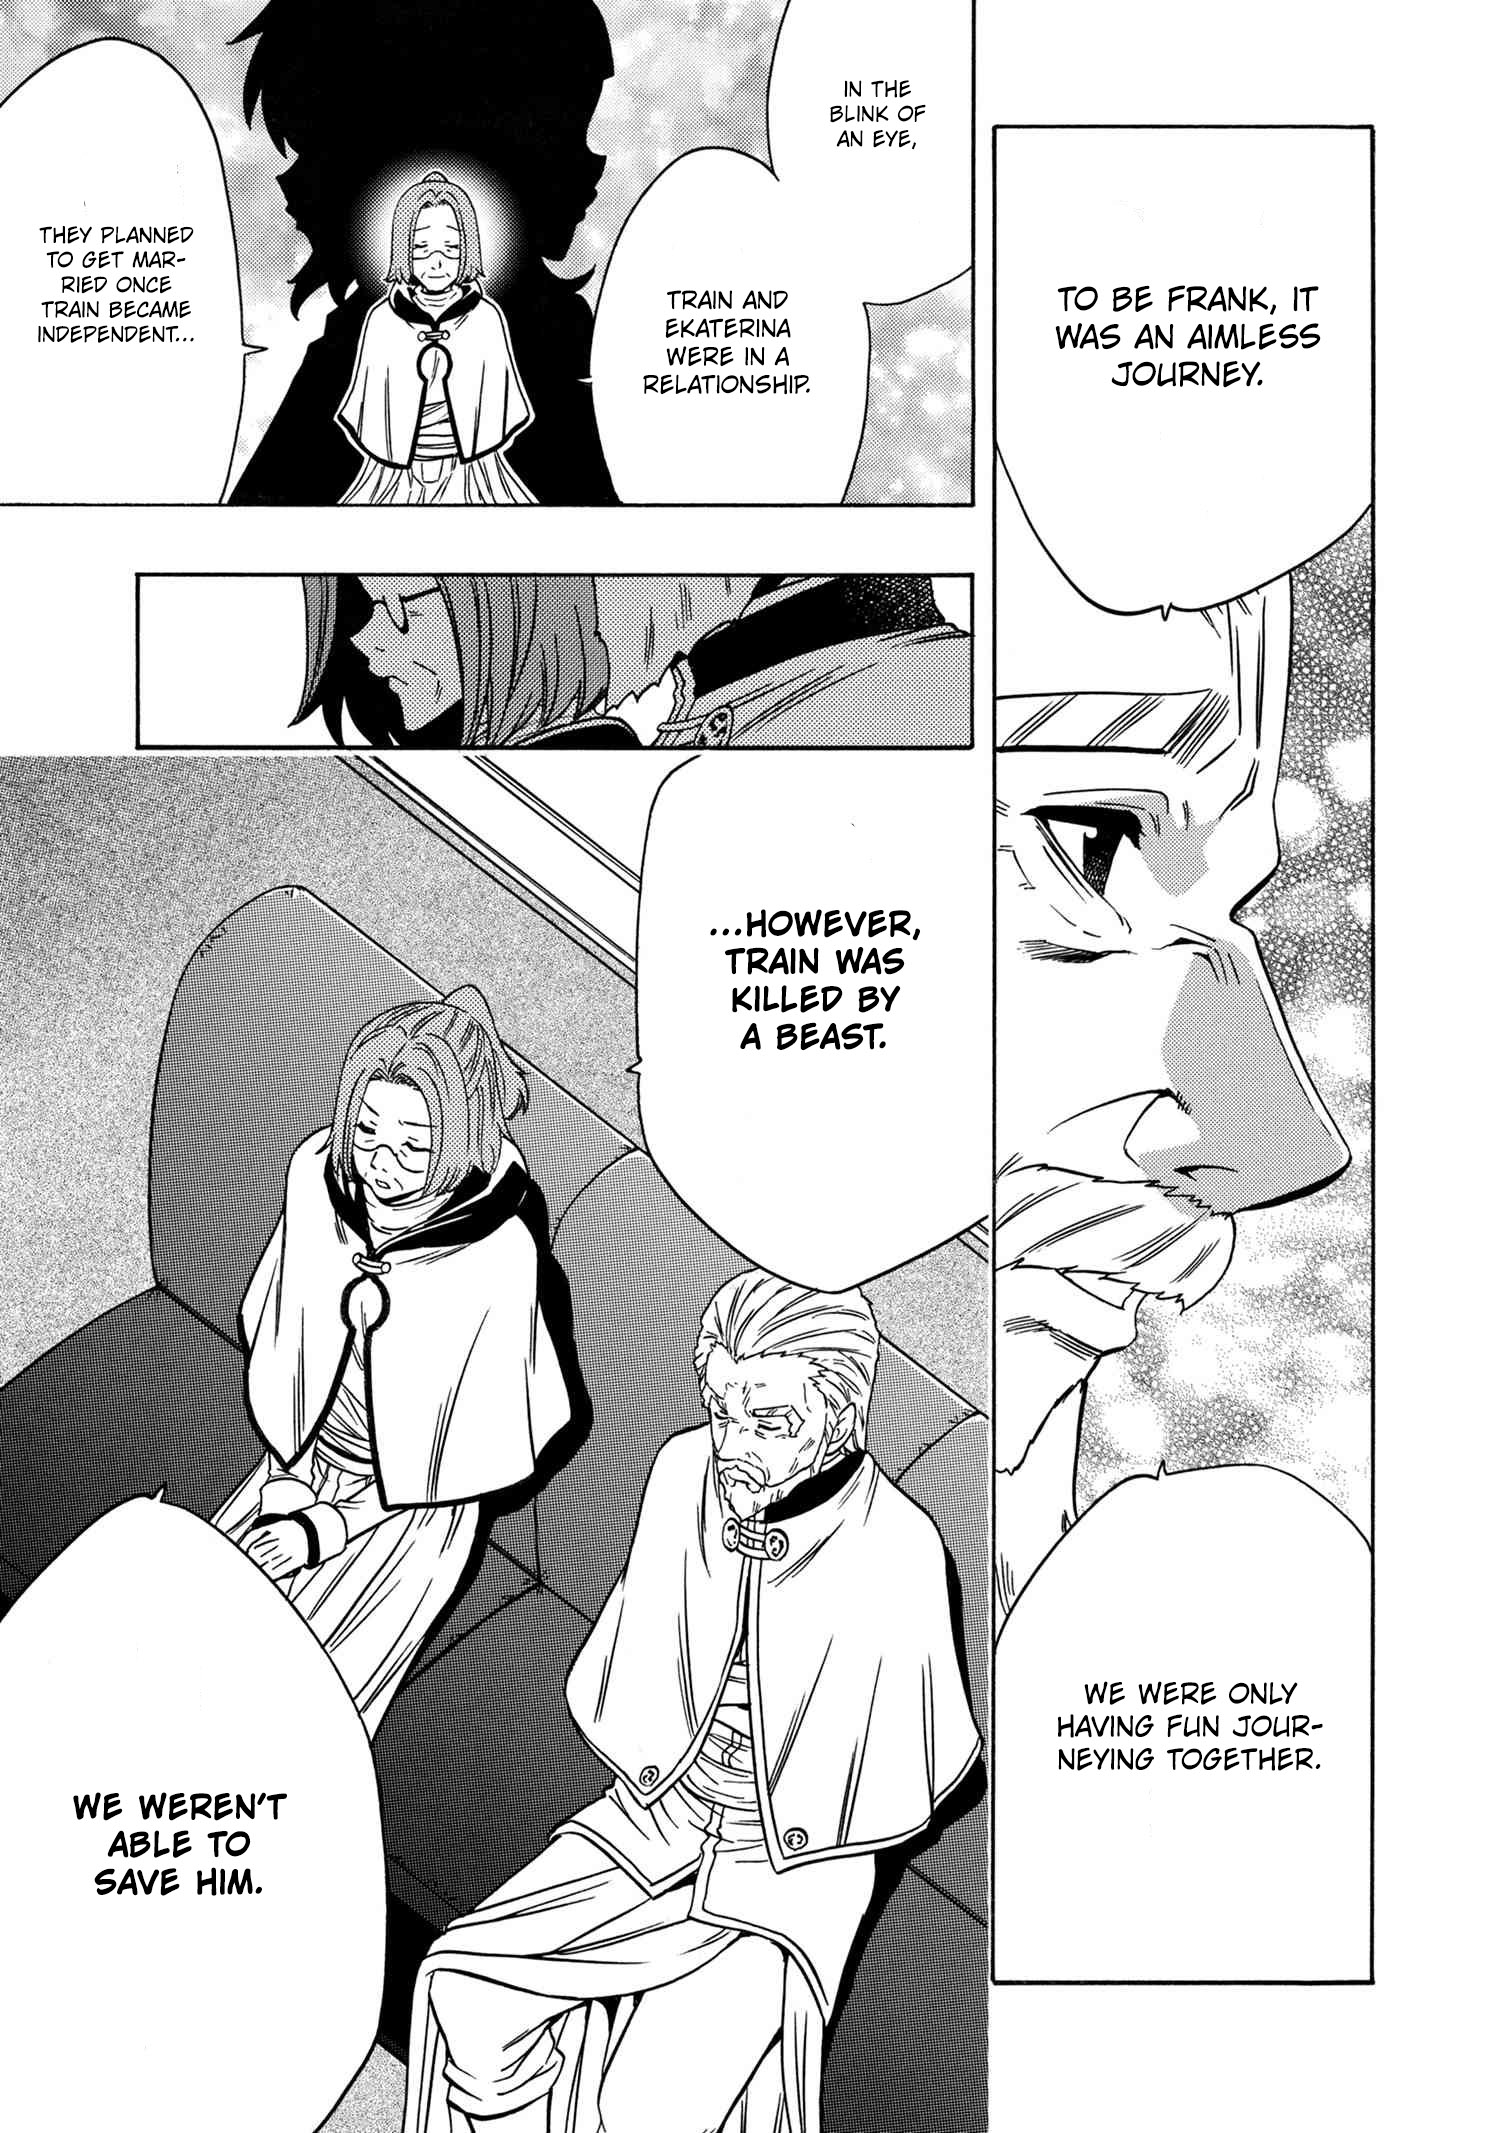 TO BE FRANK, IT
WAS AN AIMLESS
JOURNEY.
WE WERE ONLY
HAVING FUN JOUR-
NEYING TOGETHER.
IN THE
BLINK OF
AN EYE,
TRAIN AND
EKATERINA
WERE IN A
RELATIONSHIP.
THEY PLANNED
TO GET MAR-
RIED ONCE
TRAIN BECAME
INDEPENDENT...
...HOWEVER,
TRAIN WAS
KILLED BY
A BEAST.
WE WEREN'T
ABLE TO
SAVE HIM.